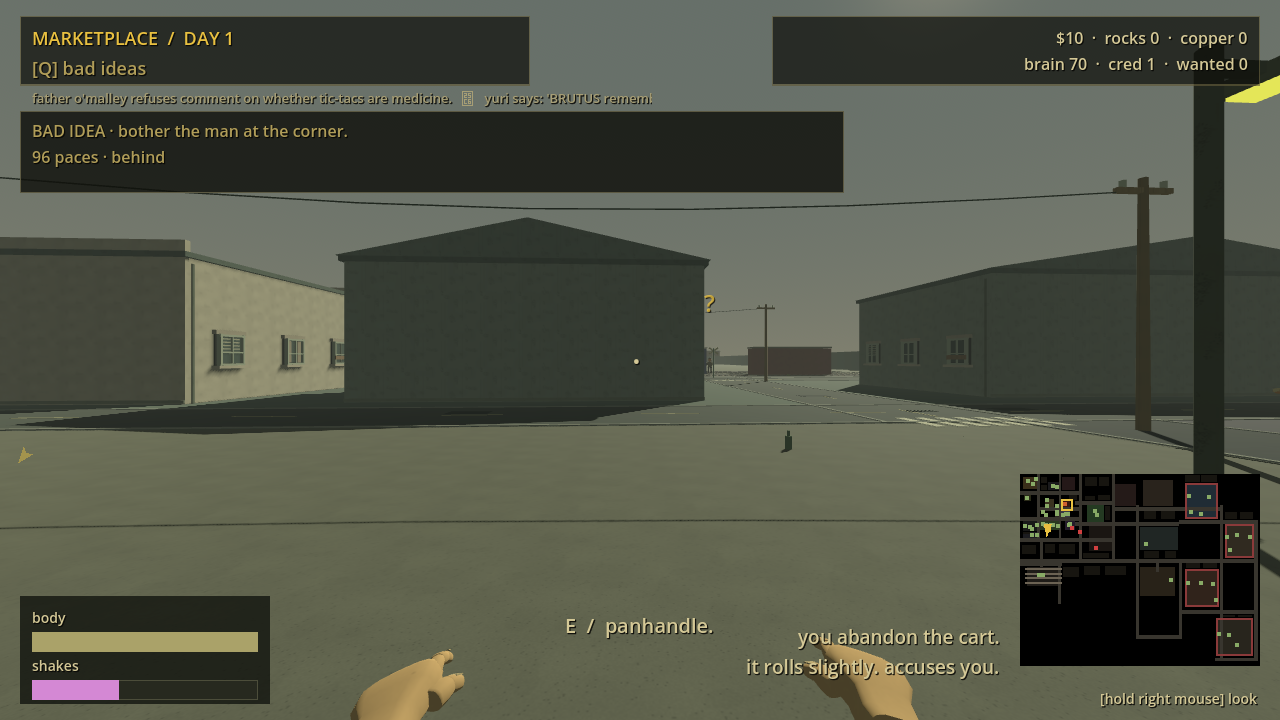 MARKETPLACE / DAY 1
[Q] bad ideas
$10 · rocks 0 · copper 0
brain 70 · cred 1 · wanted 0
father o'malley refuses comment on whether tic-tacs are medicine. yuri says: 'BRUTUS remem
BAD IDEA · bother the man at the corner.
96 paces · behind
?
E / panhandle.
you abandon the cart.
it rolls slightly. accuses you.
body
shakes
[hold right mouse] look